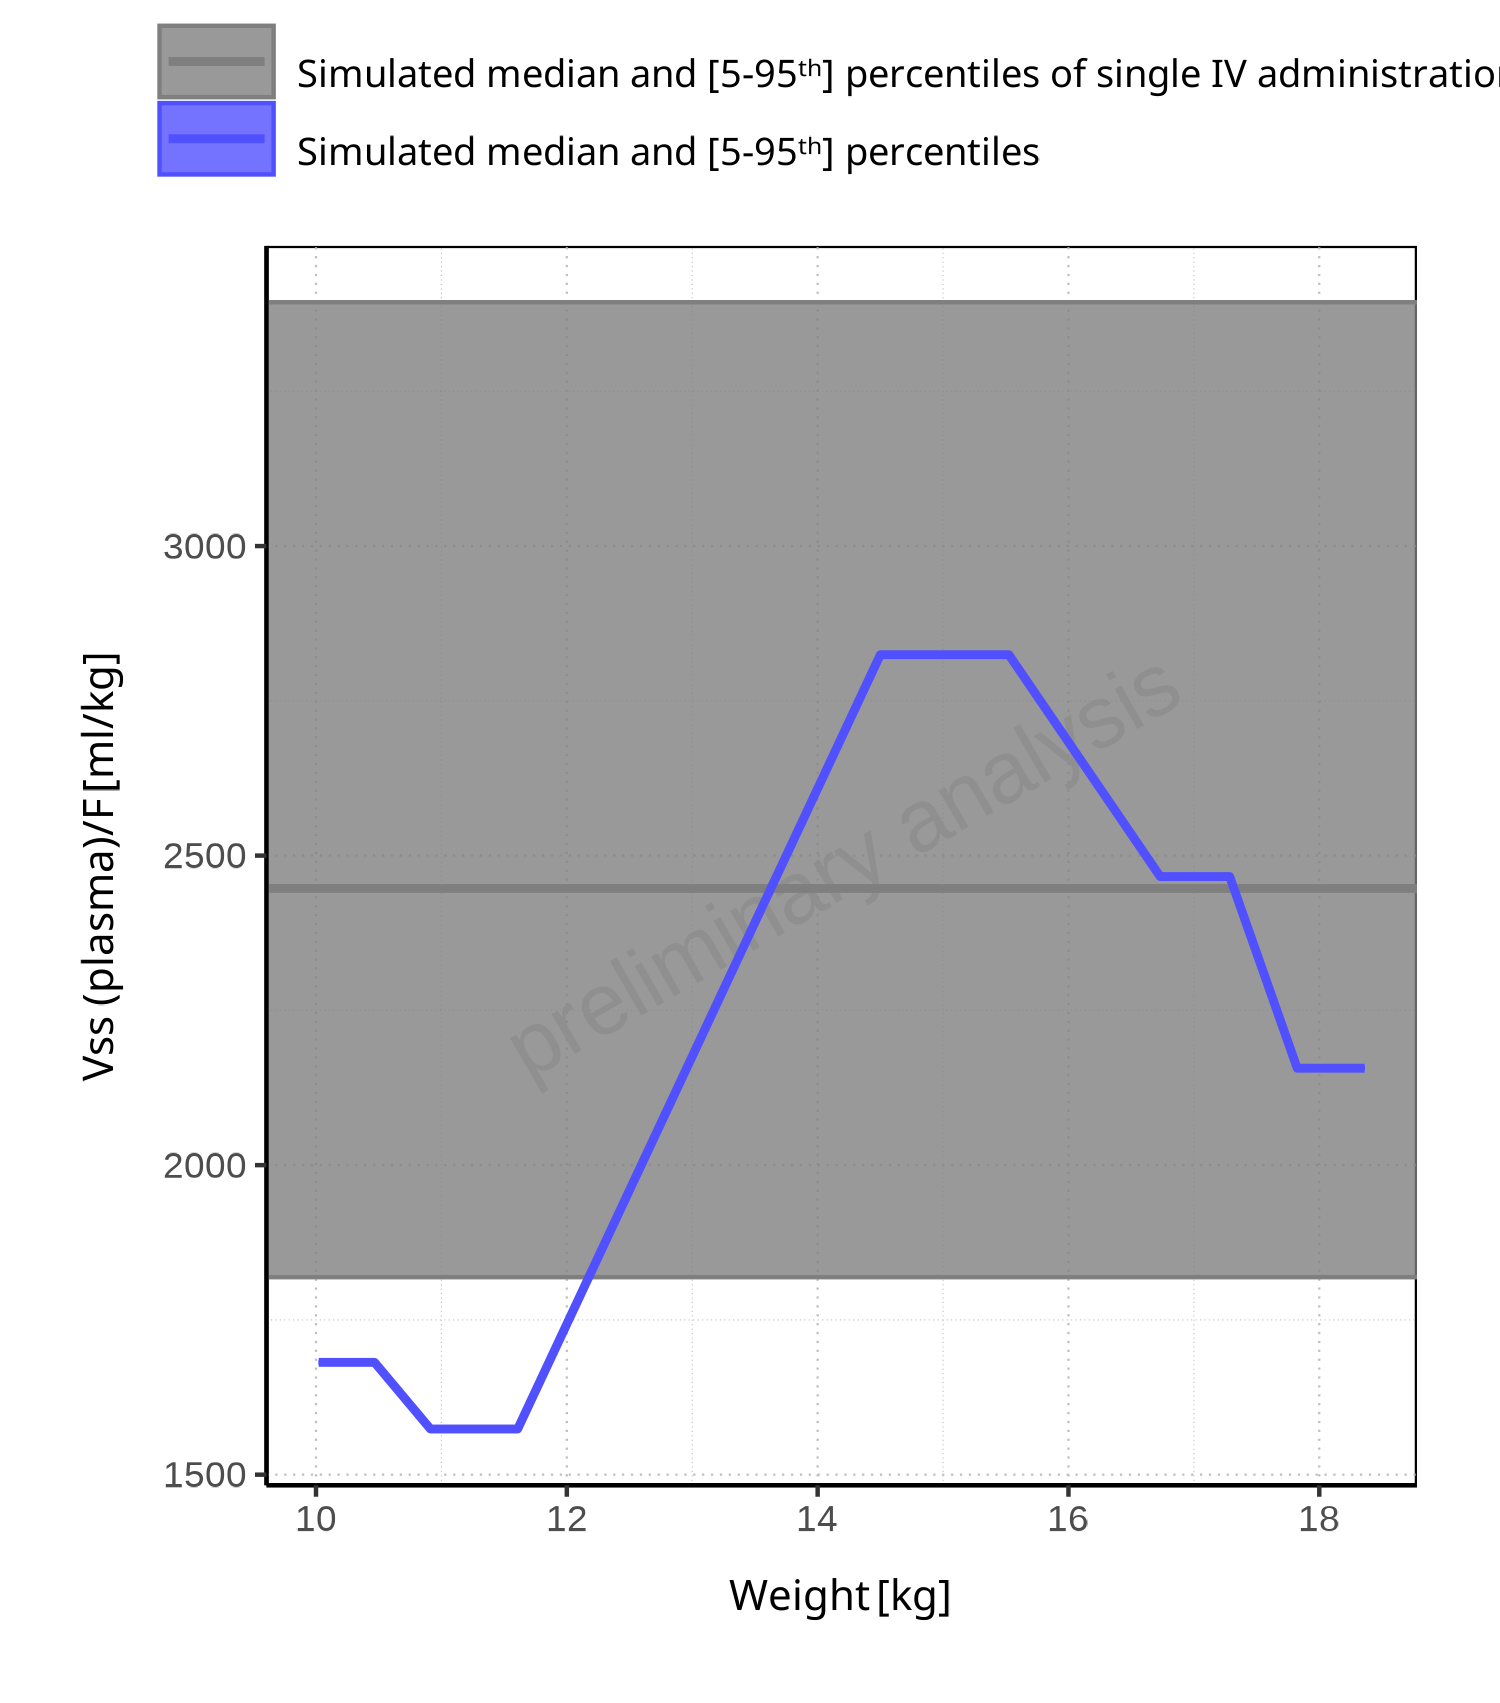 Simulated median and [5-95ᵗʰ] percentiles of single IV administration
Simulated median and [5-95ᵗʰ] percentiles
3000
2500
2000
1500
Vss (plasma)/F [ml/kg]
preliminary analysis
10 12 14 16 18
Weight [kg]